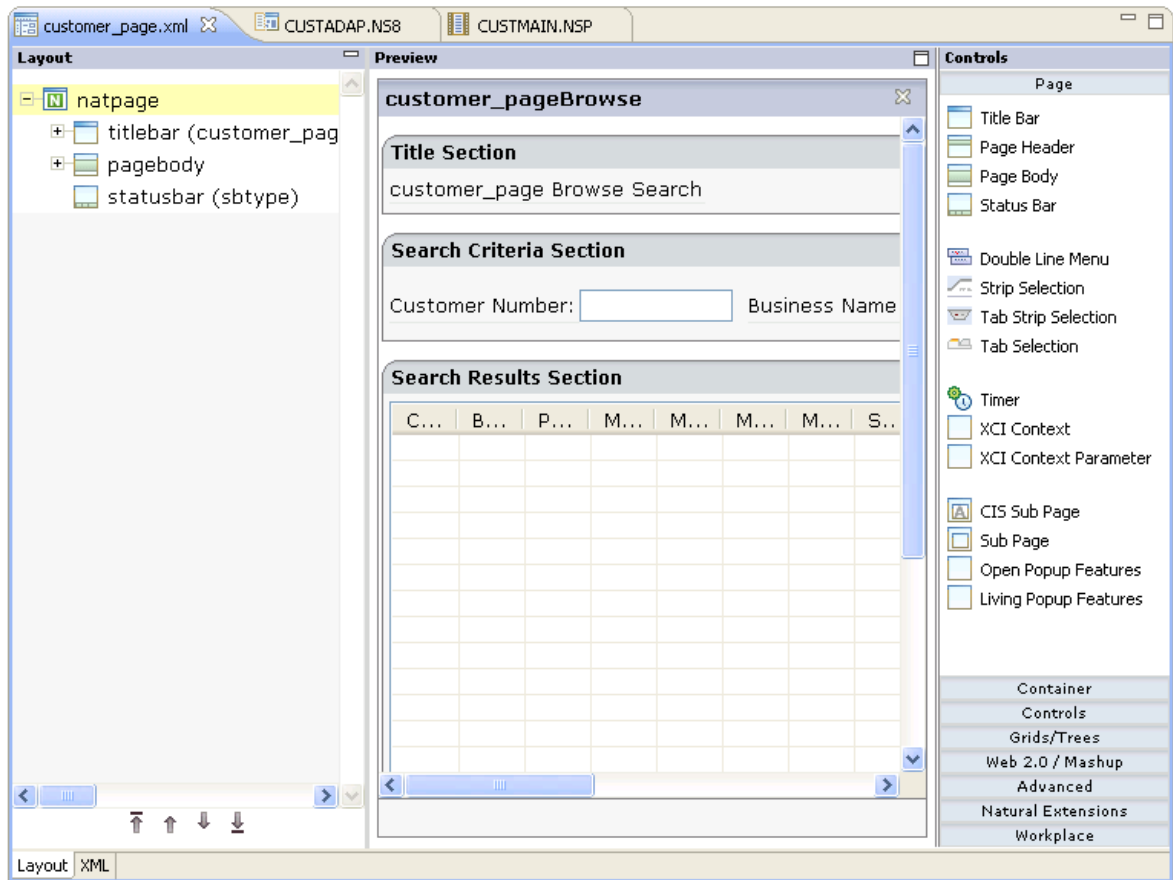 customer_page.xml
CUSTADAP.NS8
CUSTMAIN.NSP
Layout
natpage
titlebar (customer_pag
pagebody
statusbar (sbtype)
Preview
customer_pageBrowse
Title Section
customer_page Browse Search
Search Criteria Section
Customer Number:
Business Name
Search Results Section
C... B... P... M... M... M... M... S..
Controls
Page
Title Bar
Page Header
Page Body
Status Bar
Double Line Menu
Strip Selection
Tab Strip Selection
Tab Selection
Timer
XCI Context
XCI Context Parameter
CIS Sub Page
Sub Page
Open Popup Features
Living Popup Features
Container
Controls
Grids/Trees
Web 2.0 / Mashup
Advanced
Natural Extensions
Workplace
Layout XML